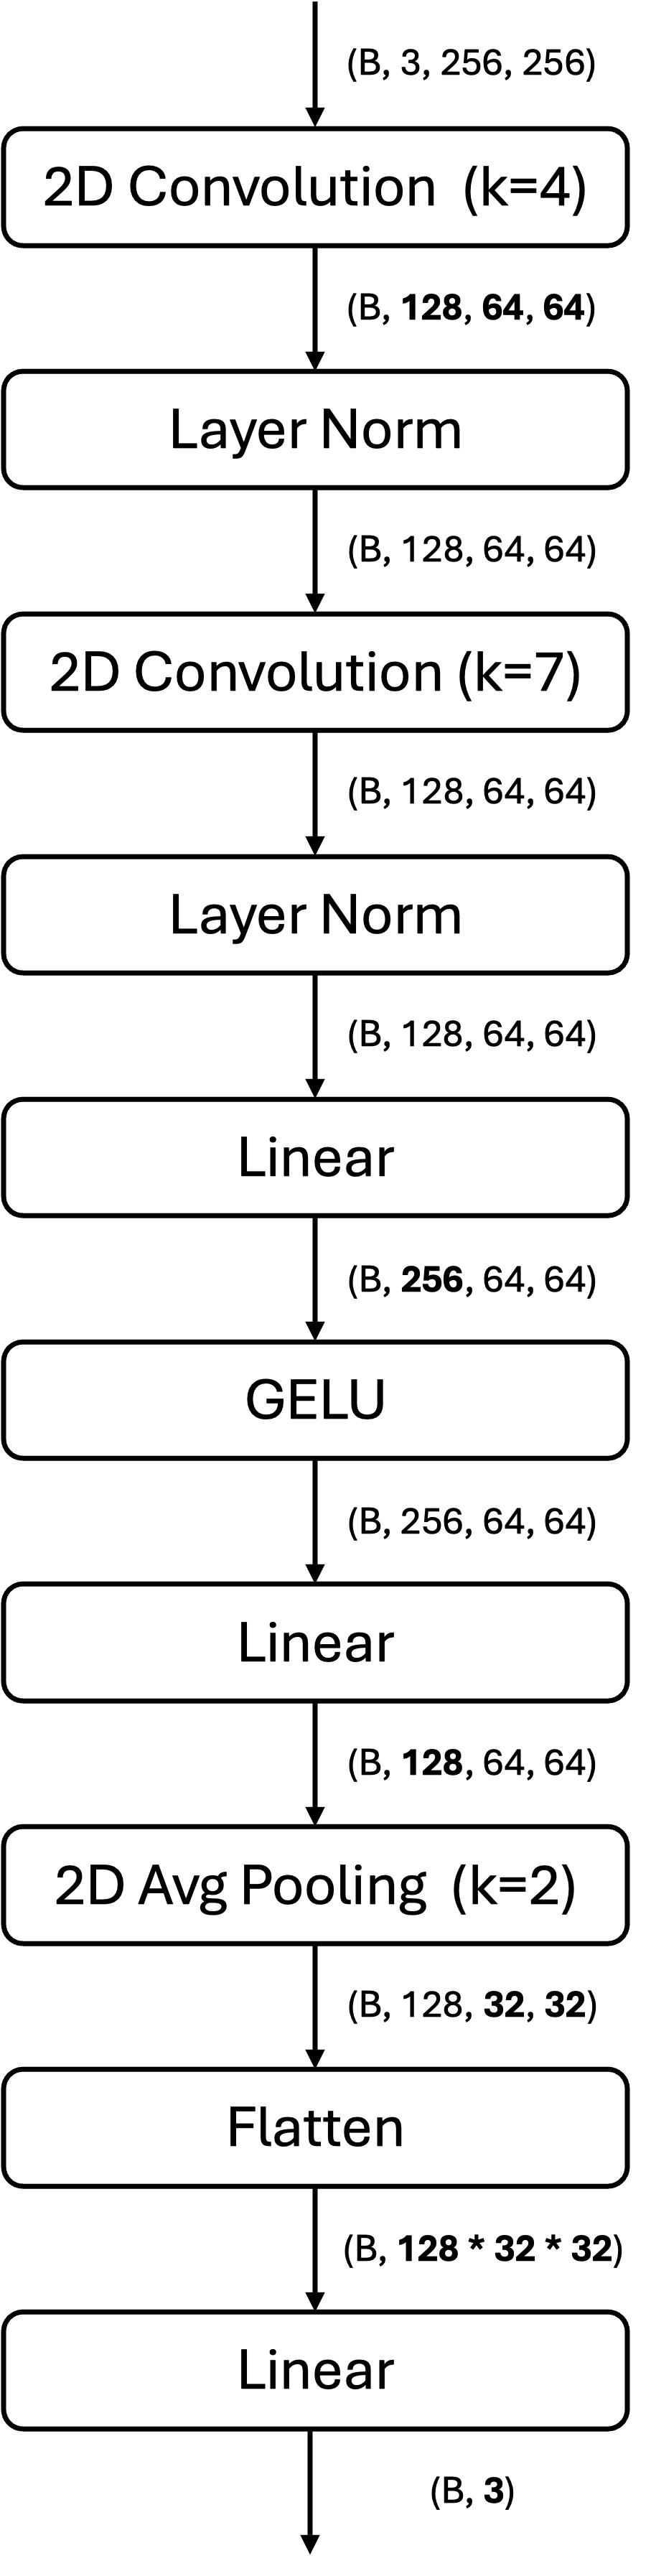 (B, 3, 256, 256)
2D Convolution (k=4)
(B, 128, 64, 64)
Layer Norm
(B, 128, 64, 64)
2D Convolution (k=7)
(B, 128, 64, 64)
Layer Norm
(B, 128, 64, 64)
Linear
(B, 256, 64, 64)
GELU
(B, 256, 64, 64)
Linear
(B, 128, 64, 64)
2D Avg Pooling (k=2)
(B, 128, 32, 32)
Flatten
(B, 128 * 32 * 32)
Linear
(B, 3)